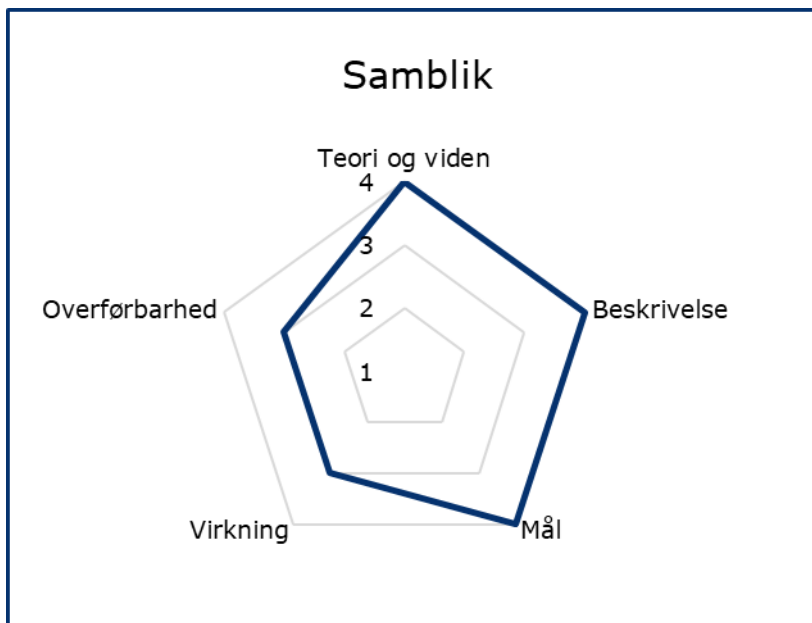 Samblik
Teori og viden
4
3
Overførbarhed
2
Beskrivelse
1
Virkning
Mål